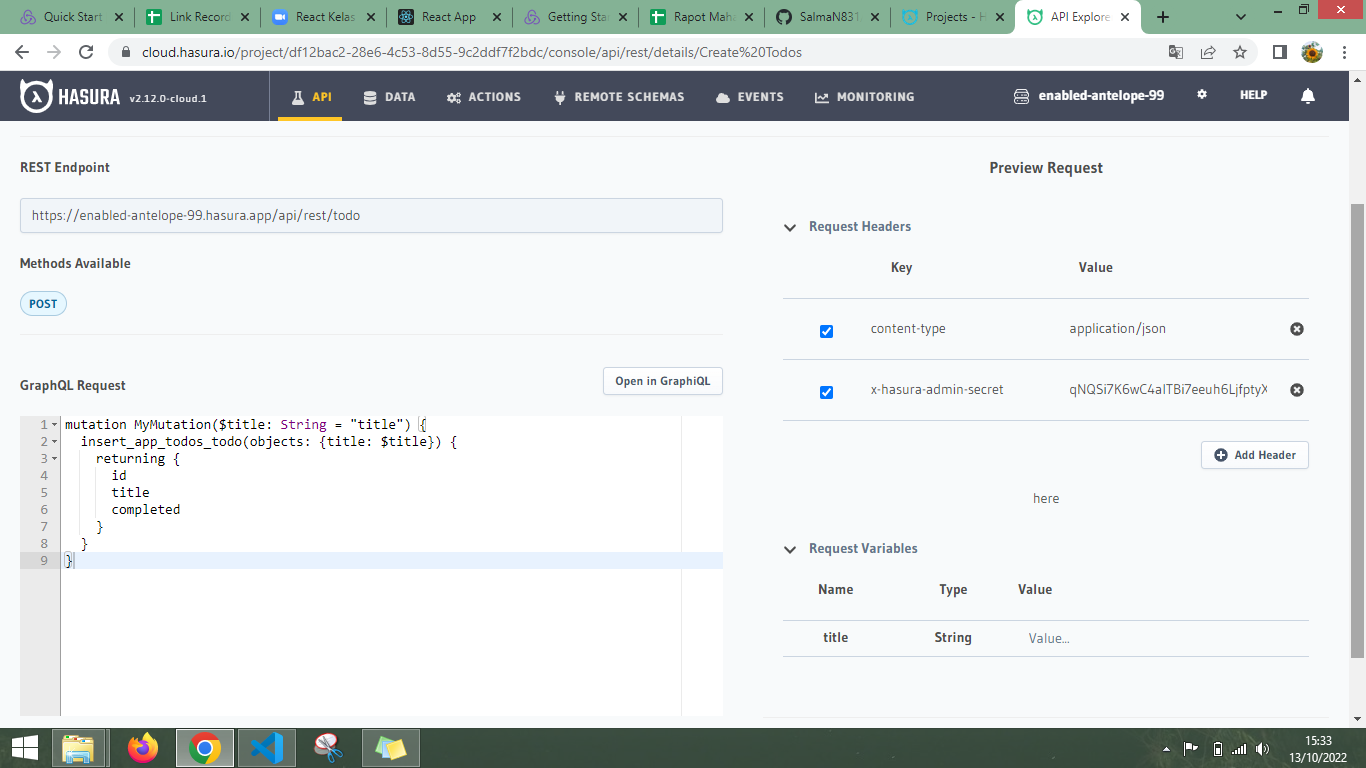 Quick Start
Link Record
React Kelas
React App
Getting Star
Rapot Maha
SalmaN831
Projects - H
API Explore
cloud.hasura.io/project/df12bac2-28e6-4c53-8d55-9c2ddf7f2bdc/console/api/rest/details/Create%20Todos
HASURA v2.12.0-cloud.1
API
DATA
ACTIONS
REMOTE SCHEMAS
EVENTS
MONITORING
enabled-antelope-99
HELP
REST Endpoint
https://enabled-antelope-99.hasura.app/api/rest/todo
Methods Available
POST
GraphQL Request
Open in GraphiQL
1 mutation MyMutation($title: String = "title") {
2 insert_app_todos_todo(objects: {title: $title}) {
3 returning {
4 id
5 title
6 completed
7 }
8 }
9 }
Preview Request
Request Headers
Key Value
content-type application/json
x-hasura-admin-secret qNQSi7K6wC4alTBi7eeuh6LjfptyX
Add Header
here
Request Variables
Name Type Value
title String Value...
15:33
13/10/2022